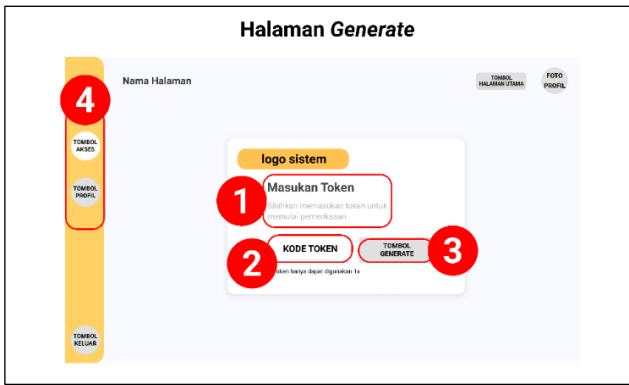 Halaman Generate
4
Nama Halaman
TOMBOL
HALAMAN UTAMA
FOTO
PROFIL
TOMBOL
AKSES
TOMBOL
PROFIL
logo sistem
1
Masukan Token
Silahkan memasukan token untuk
memulai pemeriksaan
2
KODE TOKEN
TOMBOL
GENERATE
3
hanya dapat digunakan 1x
TOMBOL
KELUAR